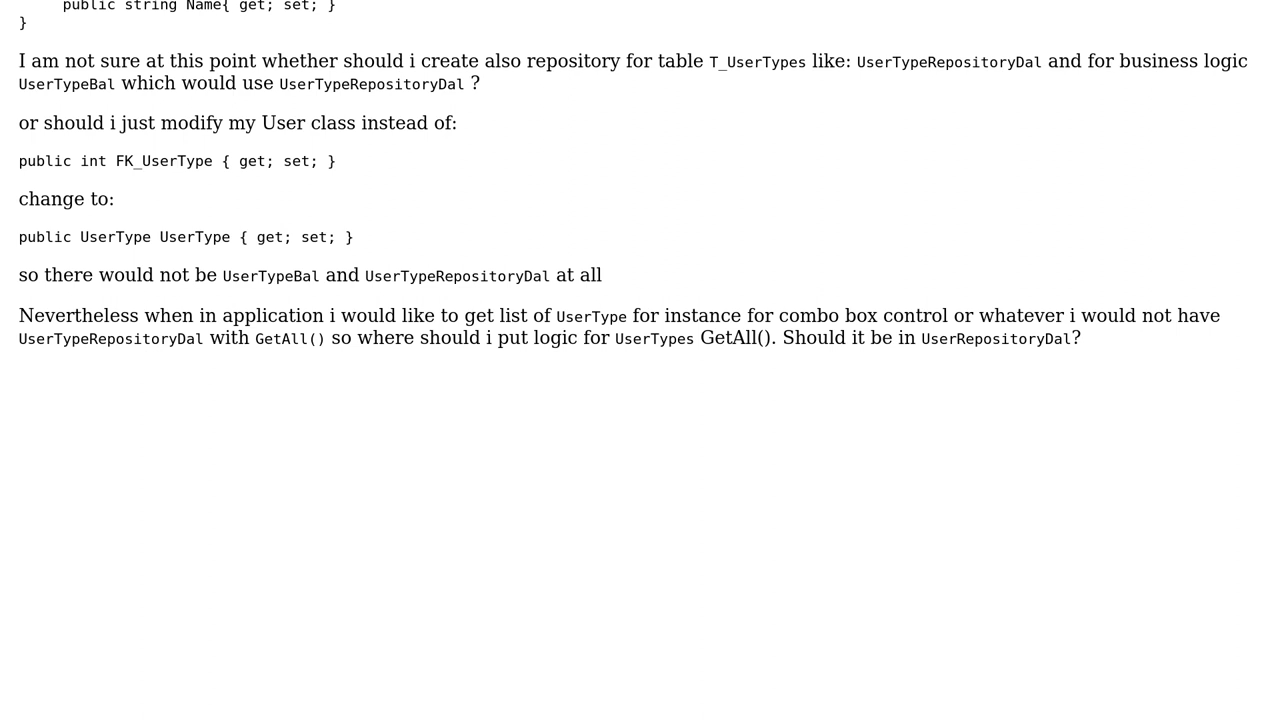 public string Name{ get; set; }
}
I am not sure at this point whether should i create also repository for table T_UserTypes like: UserTypeRepositoryDal and for business logic
UserTypeBal which would use UserTypeRepositoryDal ?
or should i just modify my User class instead of:
public int FK_UserType { get; set; }
change to:
public UserType UserType { get; set; }
so there would not be UserTypeBal and UserTypeRepositoryDal at all
Nevertheless when in application i would like to get list of UserType for instance for combo box control or whatever i would not have
UserTypeRepositoryDal with GetAll() so where should i put logic for UserTypes GetAll(). Should it be in UserRepositoryDal?